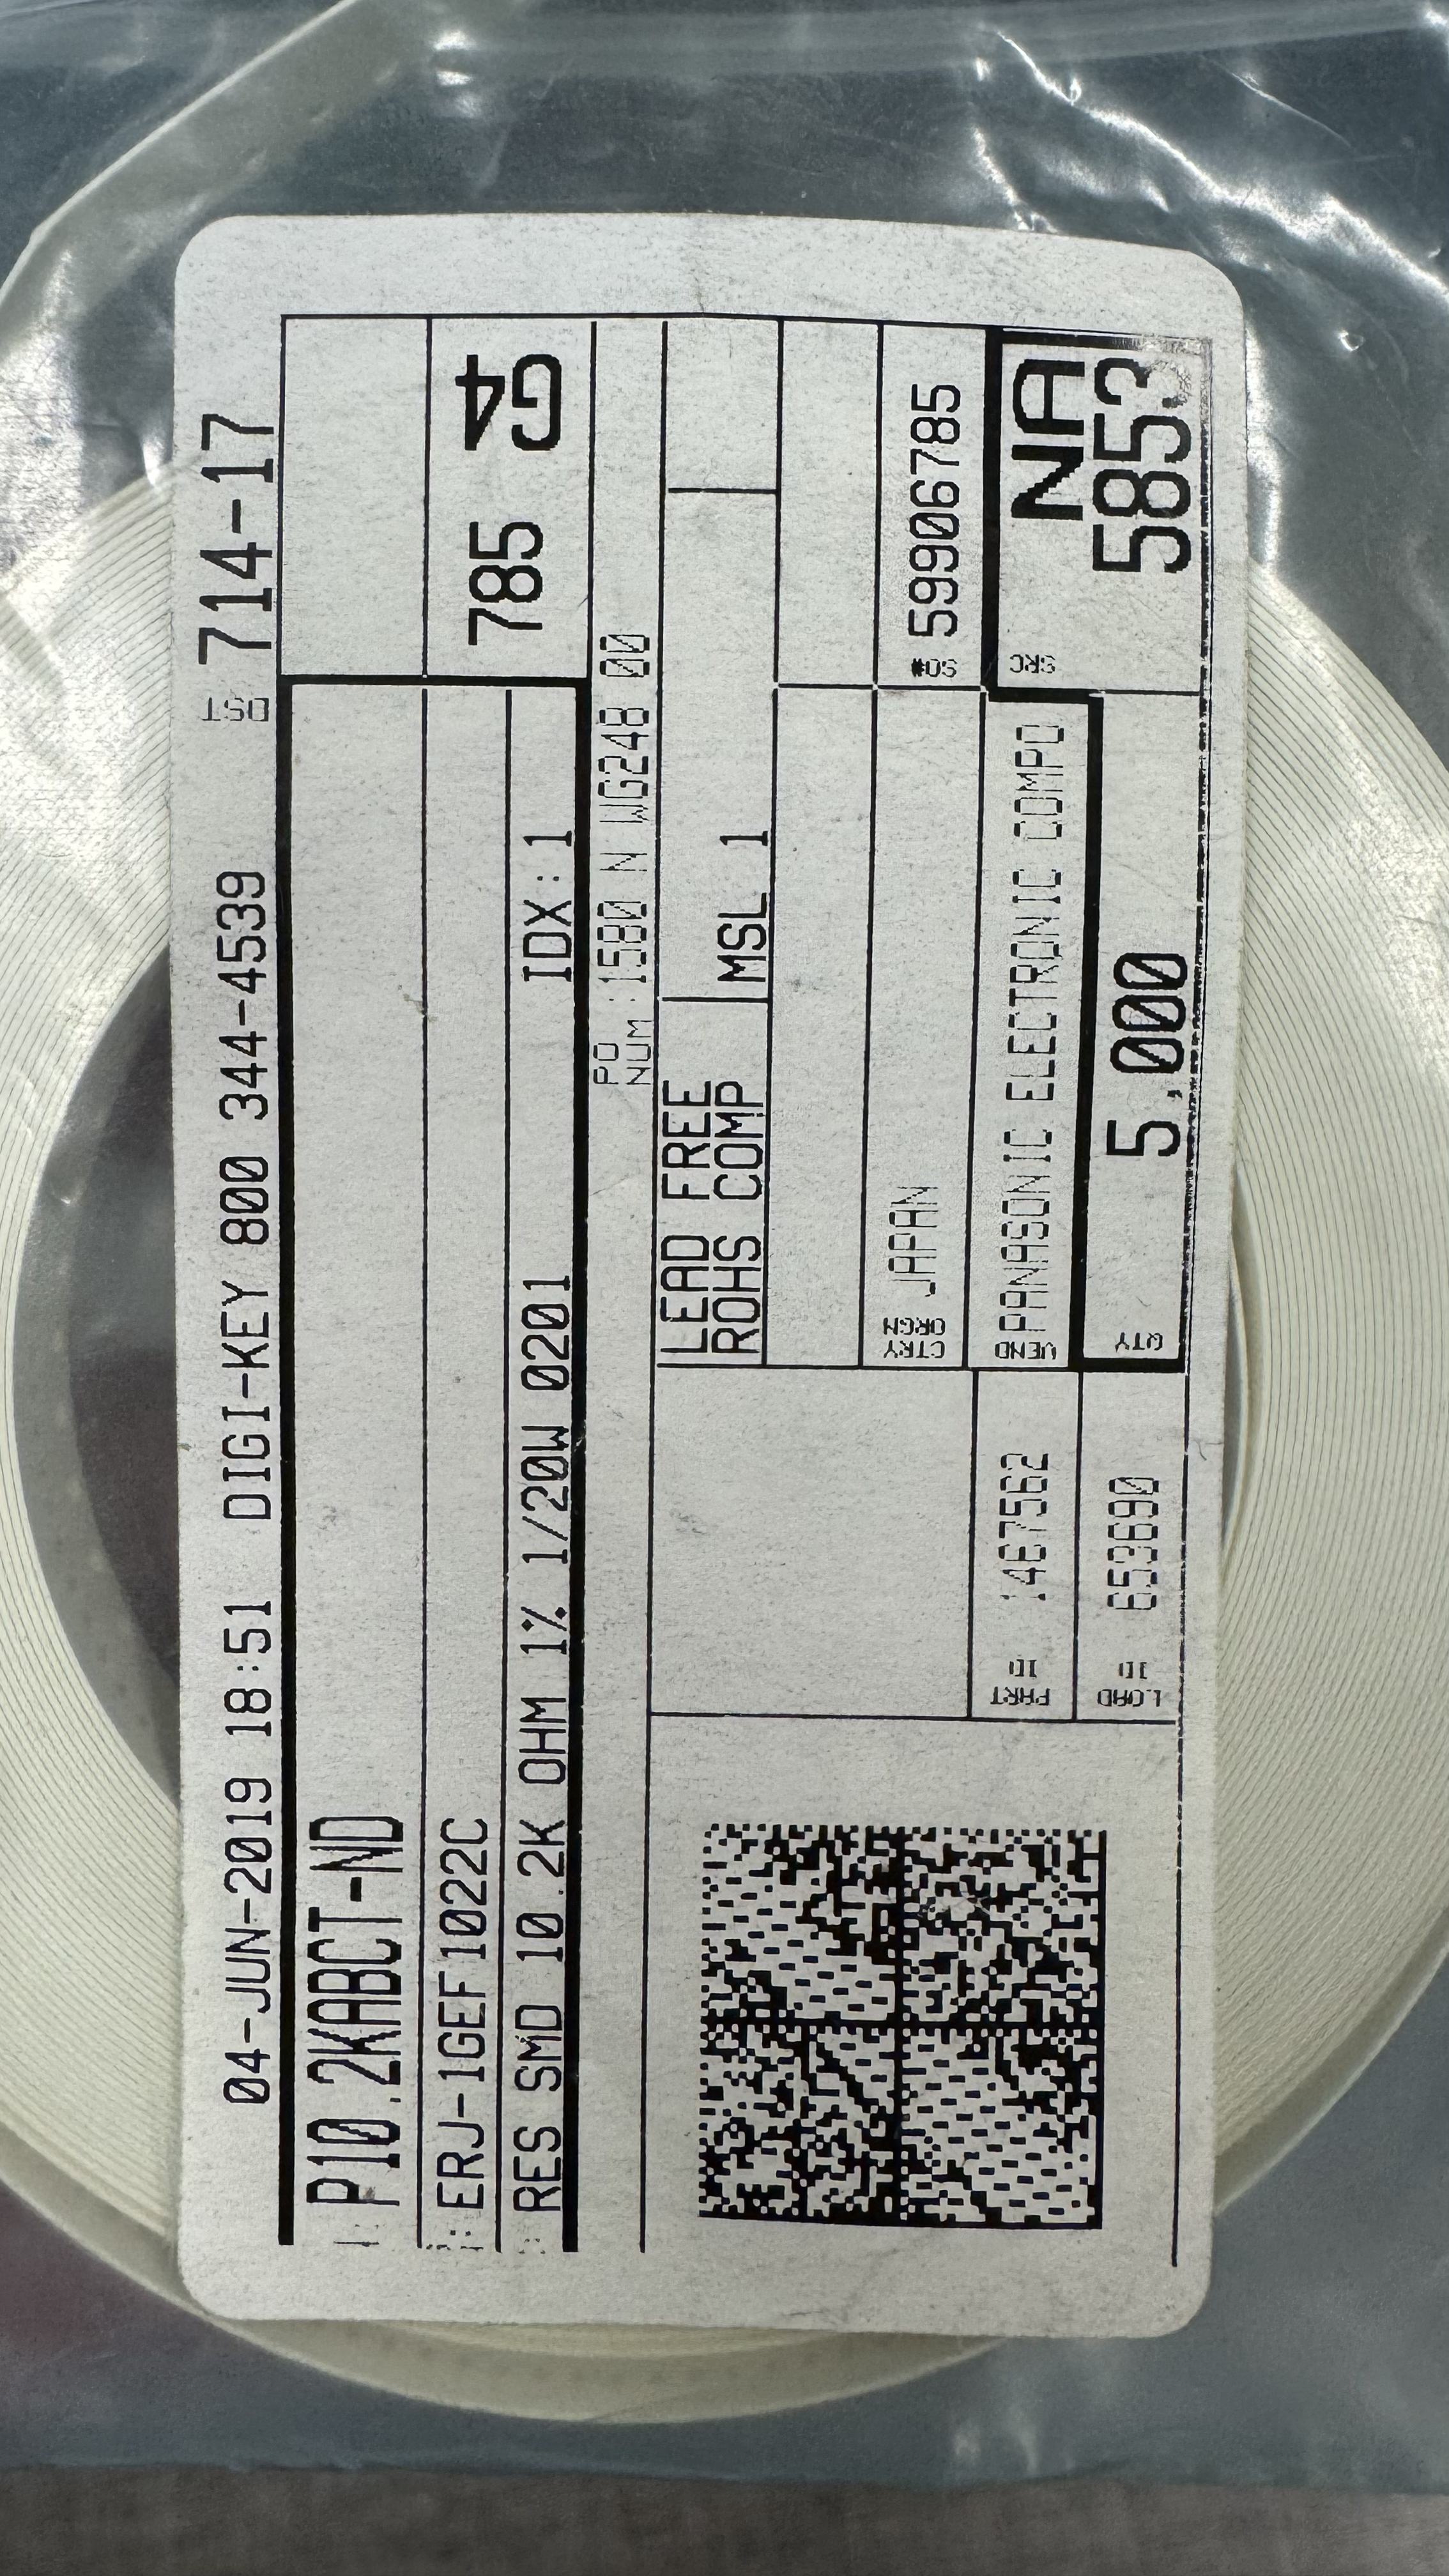 04-JUN-2019 18:51 DIGI-KEY 800 344-4539 DST 714-17
P10.2KABCT-ND
ERJ-1GEF1022C
785 G4
RES SMD 10.2K OHM 1% 1/20W 0201 IDX:1
PO NUM :1580 N WG248 00
LEAD FREE
ROHS COMP
MSL 1
CTRY ORGN JAPAN
SO# 59906785
PART ID 1467562
VEND PANASONIC ELECTRONIC COMPO
SRC NA
5853
LOAD ID
QTY 5,000